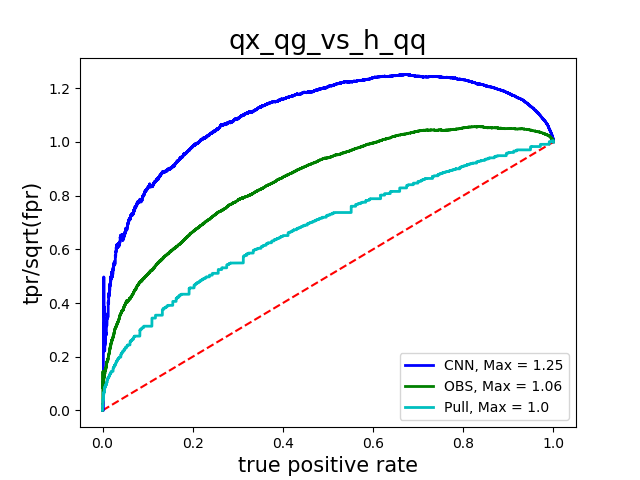 qx_qg_vs_h_qq
tpr/sqrt(fpr)
1.2
1.0
0.8
0.6
0.4
0.2
0.0
CNN, Max = 1.25
OBS, Max = 1.06
Pull, Max = 1.0
0.0 0.2 0.4 0.6 0.8 1.0
true positive rate